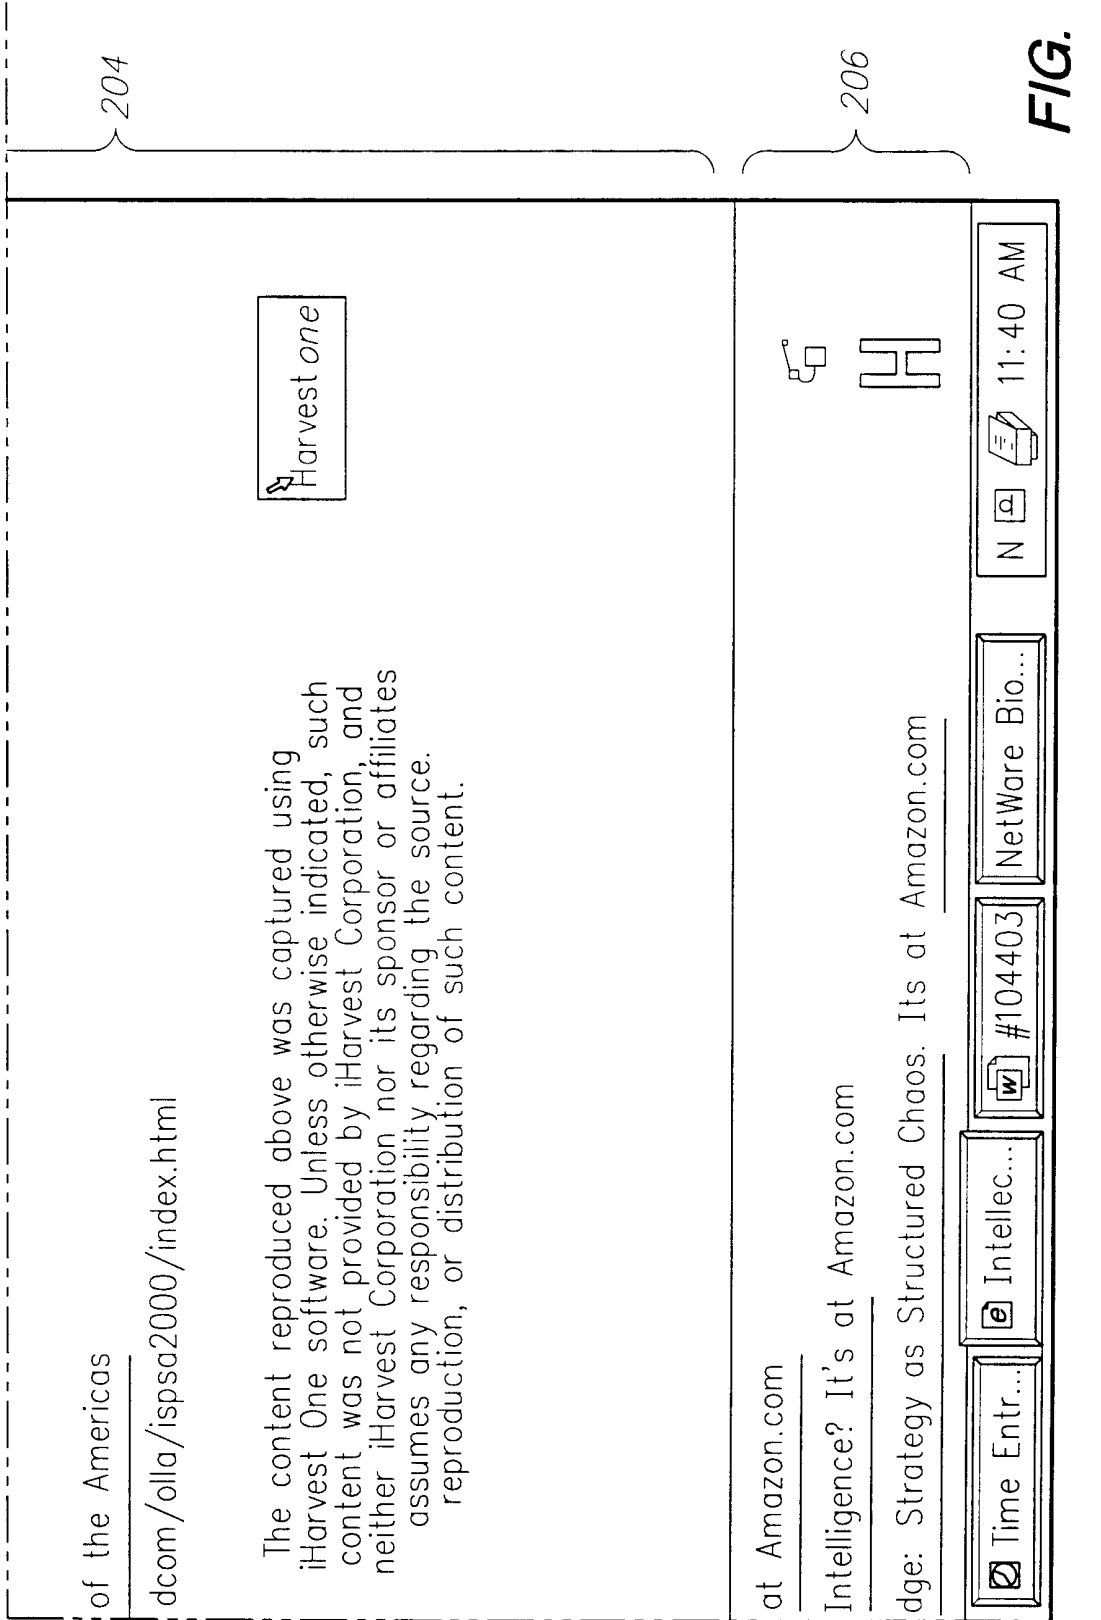 204
of the Americas
dcom/olla/ispsa2000/index.html
The content reproduced above was captured using
iHarvest One software. Unless otherwise indicated, such
content was not provided by iHarvest Corporation, and
neither iHarvest Corporation nor its sponsor or affiliates
assumes any responsibility regarding the source.
reproduction, or distribution of such content.
Harvest one
206
at Amazon.com
Intelligence? It's at Amazon.com
dge: Strategy as Structured Chaos. Its at Amazon.com
H
Time Entr...
e Intellec...
W #104403
NetWare Bio...
N
11:40 AM
FIG.